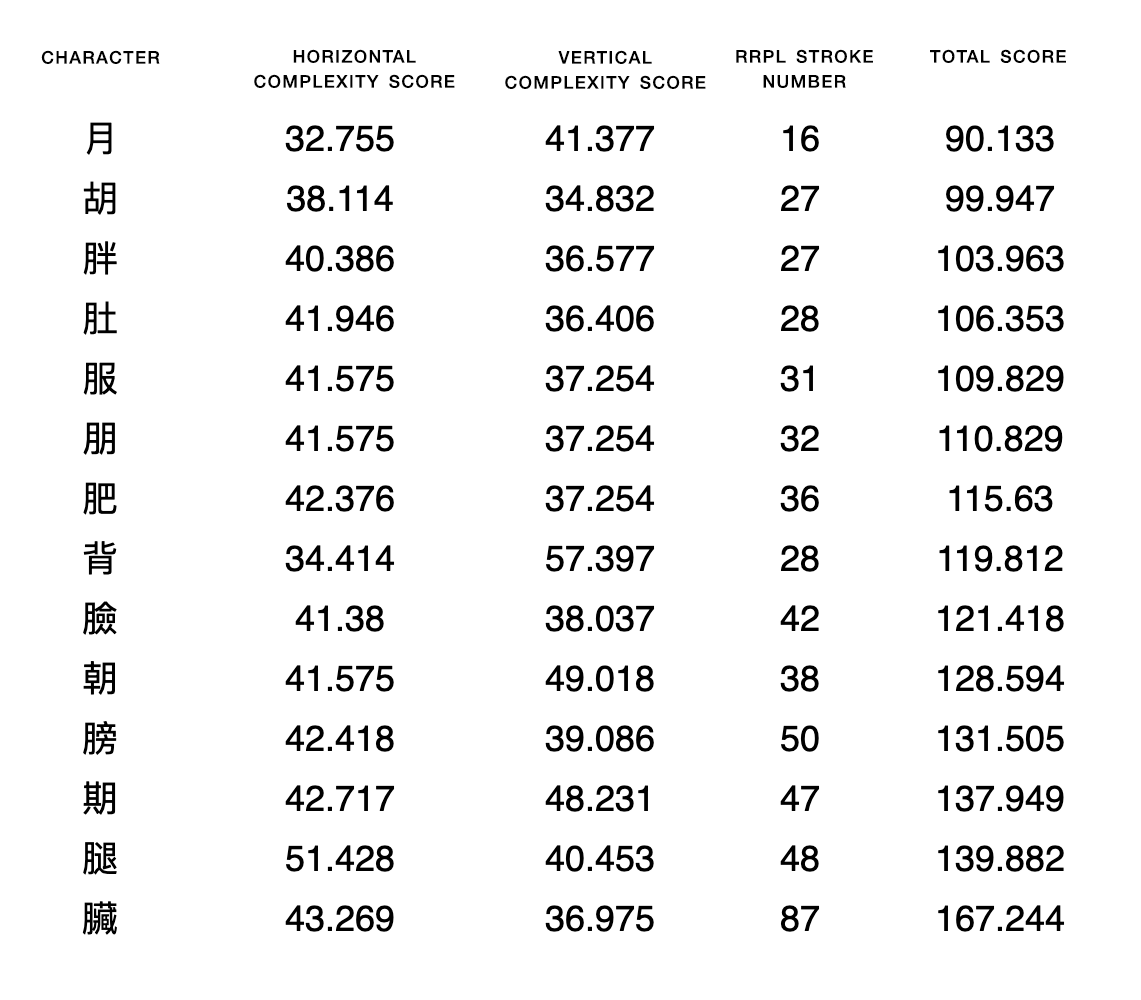 CHARACTER HORIZONTAL COMPLEXITY SCORE VERTICAL COMPLEXITY SCORE RRPL STROKE NUMBER TOTAL SCORE
月 32.755 41.377 16 90.133
胡 38.114 34.832 27 99.947
胖 40.386 36.577 27 103.963
肚 41.946 36.406 28 106.353
服 41.575 37.254 31 109.829
朋 41.575 37.254 32 110.829
肥 42.376 37.254 36 115.63
背 34.414 57.397 28 119.812
臉 41.38 38.037 42 121.418
朝 41.575 49.018 38 128.594
膀 42.418 39.086 50 131.505
期 42.717 48.231 47 137.949
腿 51.428 40.453 48 139.882
臟 43.269 36.975 87 167.244